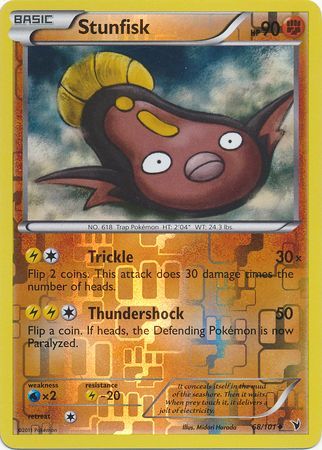 BASIC
Stunfisk
HP 90
NO. 618 Trap Pokémon HT: 2'04" WT: 24.3 lbs.
Trickle 30×
Flip 2 coins. This attack does 30 damage times the
number of heads.
Thundershock 50
Flip a coin. If heads, the Defending Pokémon is now
Paralyzed.
weakness resistance
×2 -20
retreat
It conceals itself in the mud
of the seashore. Then it waits.
When prey touch it, it delivers a
jolt of electricity.
©2011 Pokémon
Illus. Midori Harada
68/101